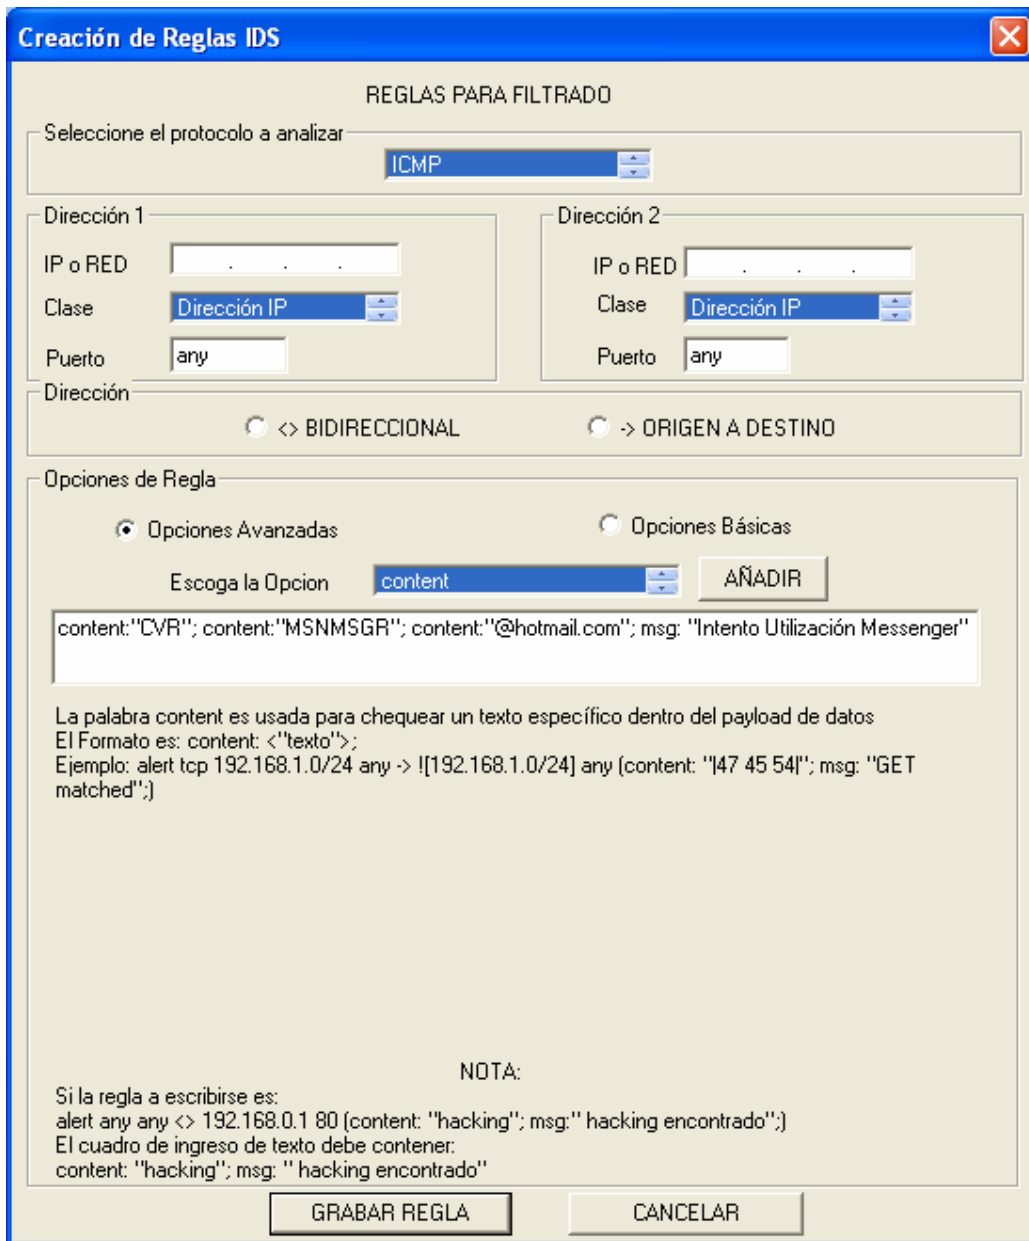 Creación de Reglas IDS
REGLAS PARA FILTRADO
Seleccione el protocolo a analizar
ICMP
Dirección 1
IP o RED . . .
Clase Dirección IP
Puerto any
Dirección 2
IP o RED . . .
Clase Dirección IP
Puerto any
Dirección
<> BIDIRECCIONAL
-> ORIGEN A DESTINO
Opciones de Regla
Opciones Avanzadas
Opciones Básicas
Escoga la Opcion content AÑADIR
content:"CVR"; content:"MSNMSGR"; content:"@hotmail.com"; msg: "Intento Utilización Messenger"
La palabra content es usada para chequear un texto específico dentro del payload de datos
El Formato es: content: <"texto">;
Ejemplo: alert tcp 192.168.1.0/24 any -> ![192.168.1.0/24] any (content: "|47 45 54|"; msg: "GET
matched";)
NOTA:
Si la regla a escribirse es:
alert any any <> 192.168.0.1 80 (content: "hacking"; msg:" hacking encontrado";)
El cuadro de ingreso de texto debe contener:
content: "hacking"; msg: " hacking encontrado"
GRABAR REGLA
CANCELAR